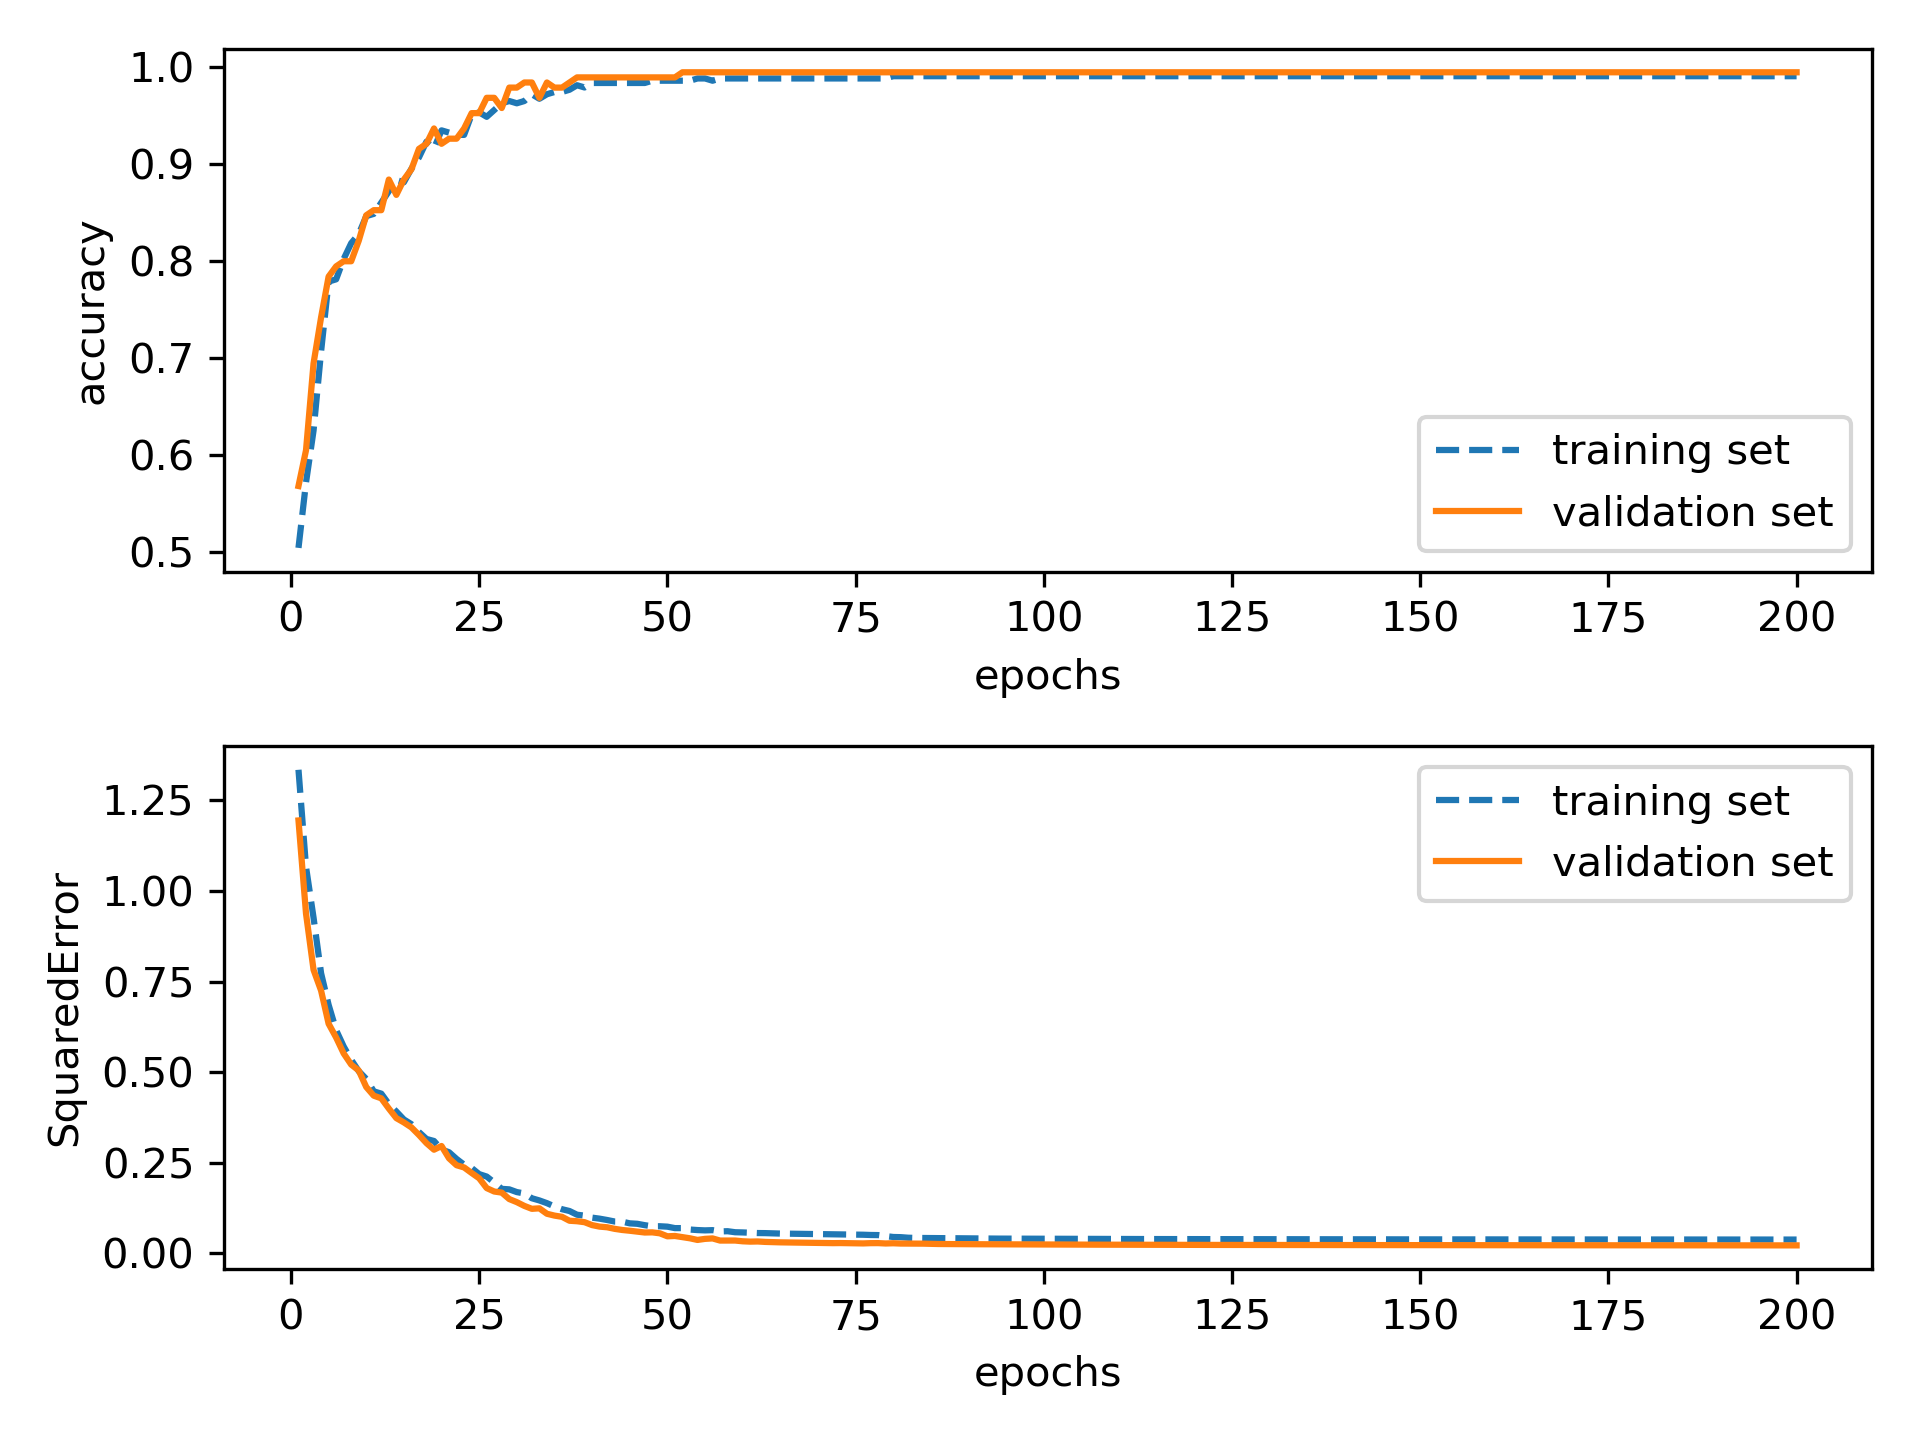 1.0
0.9
0.8
0.7
0.6
0.5
accuracy
training set
validation set
0 25 50 75 100 125 150 175 200
epochs
1.25
1.00
0.75
0.50
0.25
0.00
SquaredError
training set
validation set
0 25 50 75 100 125 150 175 200
epochs